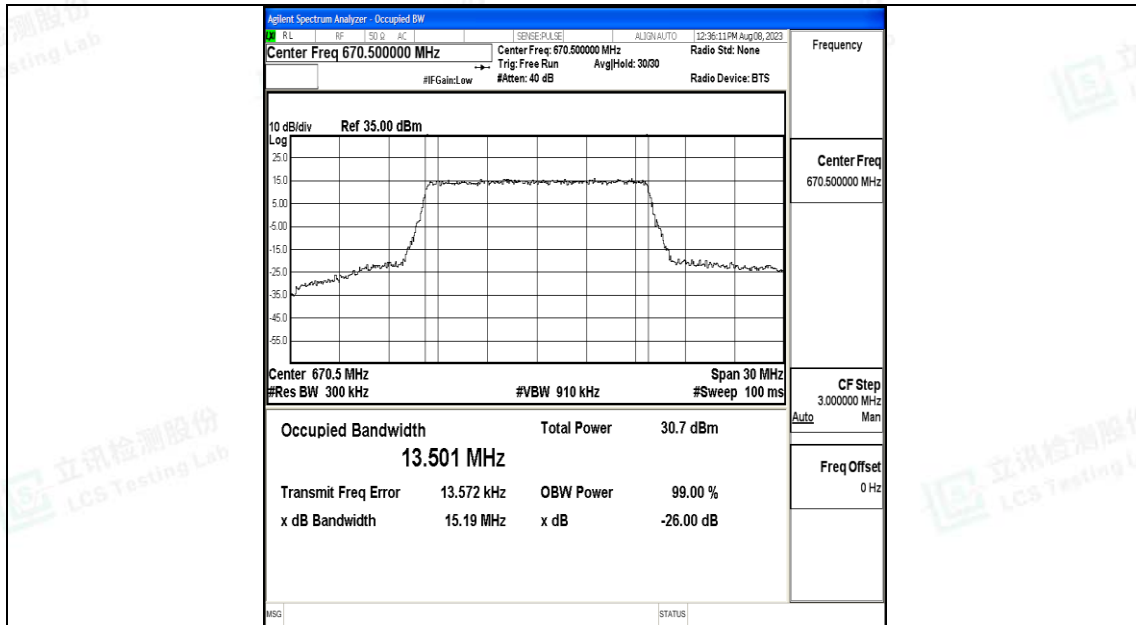 Agilent Spectrum Analyzer - Occupied BW
LXI RL RF 50 Ω AC SENSE:PULSE ALIGN AUTO 12:36:11 PM Aug 08, 2023
Center Freq 670.500000 MHz
Center Freq: 670.500000 MHz Radio Std: None
Trig: Free Run Avg|Hold: 30/30
#IFGain:Low #Atten: 40 dB Radio Device: BTS
Frequency
10 dB/div Ref 35.00 dBm
Log
25.0
15.0
5.00
-5.00
-15.0
-25.0
-35.0
-45.0
-55.0
Center Freq
670.500000 MHz
Center 670.5 MHz Span 30 MHz
#Res BW 300 kHz #VBW 910 kHz #Sweep 100 ms
CF Step
3.000000 MHz
Auto Man
Occupied Bandwidth Total Power 30.7 dBm
13.501 MHz
Transmit Freq Error 13.572 kHz OBW Power 99.00 %
x dB Bandwidth 15.19 MHz x dB -26.00 dB
Freq Offset
0 Hz
MSG STATUS
立讯检测股份
LCS Testing Lab
立讯检测股份